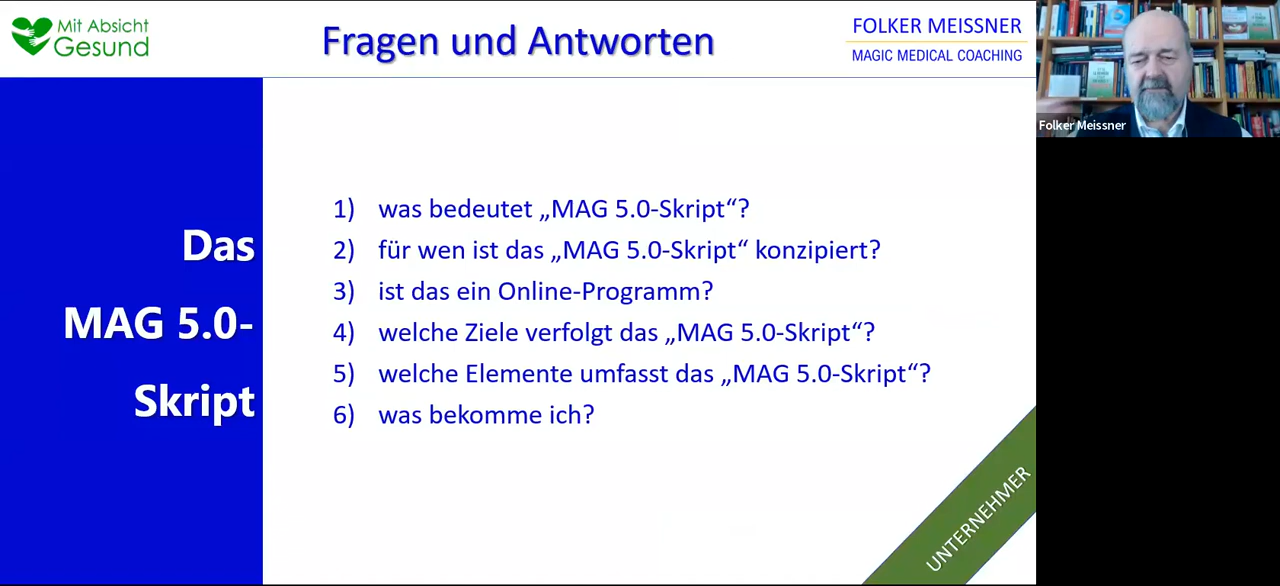 Mit Absicht
Gesund
Fragen und Antworten
FOLKER MEISSNER
MAGIC MEDICAL COACHING
Folker Meissner
Das
MAG 5.0-
Skript
1) was bedeutet „MAG 5.0-Skript“?
2) für wen ist das „MAG 5.0-Skript“ konzipiert?
3) ist das ein Online-Programm?
4) welche Ziele verfolgt das „MAG 5.0-Skript“?
5) welche Elemente umfasst das „MAG 5.0-Skript“?
6) was bekomme ich?
UNTERNEHMER